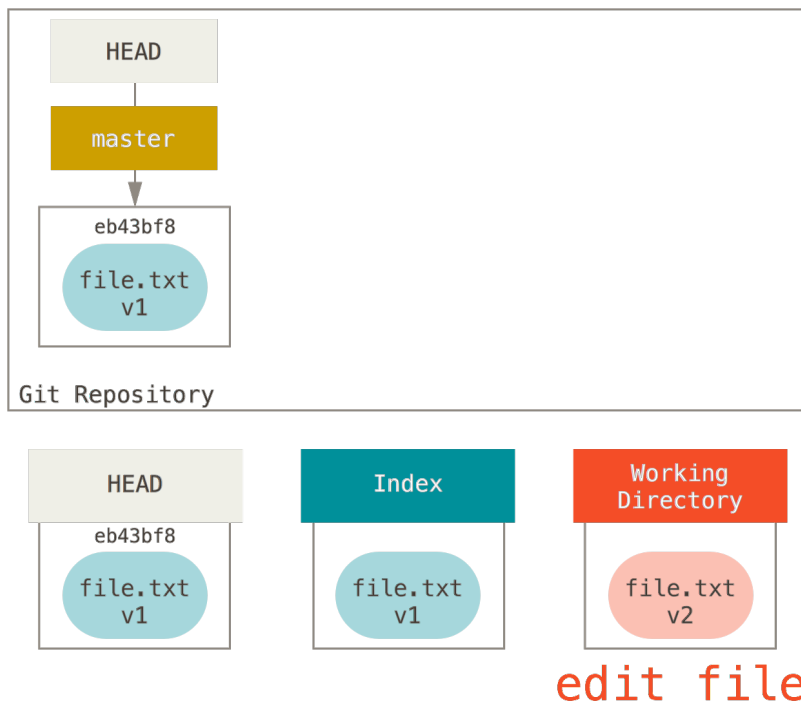 HEAD
master
eb43bf8
file.txt
v1
Git Repository
HEAD
Index
Working
Directory
eb43bf8
file.txt
v1
file.txt
v1
file.txt
v2
edit file